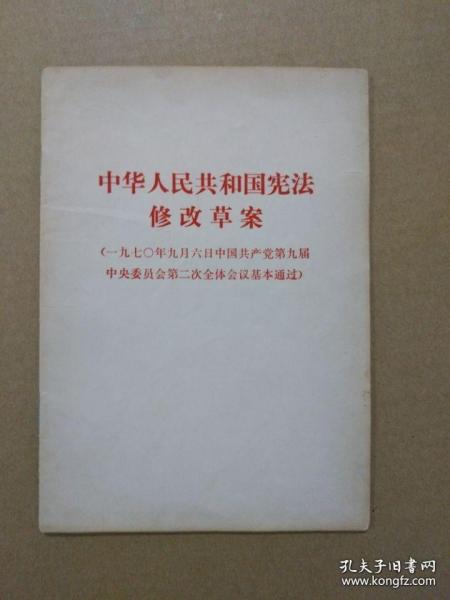 中华人民共和国宪法
修改草案
(一九七〇年九月六日中国共产党第九届
中央委员会第二次全体会议基本通过)
孔夫子旧书网
www.kongfz.com